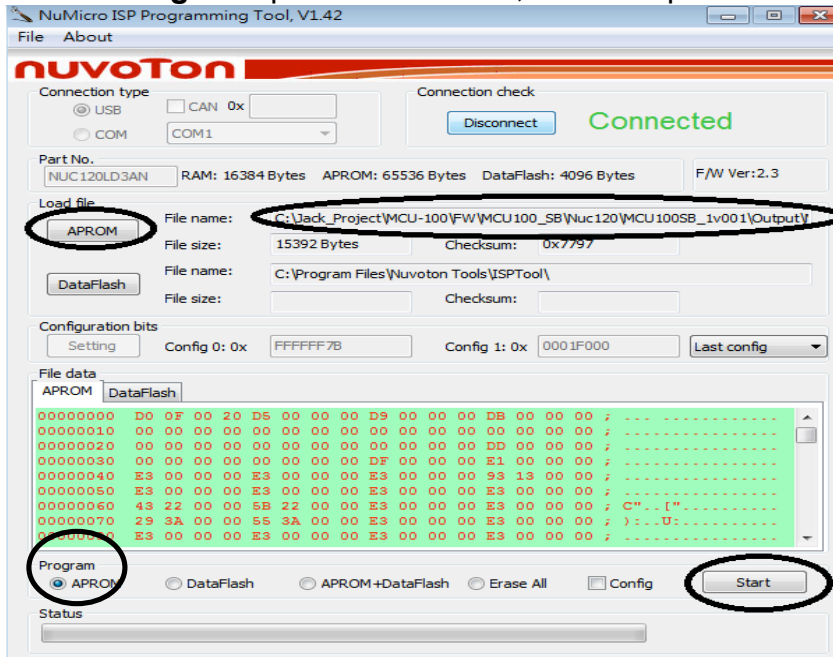 NuMicro ISP Programming Tool, V1.42
File About
nuvoTon
Connection type
USB CAN 0x
COM COM1
Connection check
Disconnect Connected
Part No.
NUC120LD3AN RAM: 16384 Bytes APROM: 65536 Bytes DataFlash: 4096 Bytes F/W Ver:2.3
Load file
APROM File name: C:\Jack_Project\MCU-100\FW\MCU100_SB\Nuc120\MCU100SB_1v001\Output\
File size: 15392 Bytes Checksum: 0x7797
DataFlash File name: C:\Program Files\Nuvoton Tools\ISPTool\
File size: Checksum:
Configuration bits
Setting Config 0: 0x FFFFFF7B Config 1: 0x 0001F000 Last config
File data
APROM DataFlash
00000000 D0 0F 00 20 D5 00 00 00 D9 00 00 00 DB 00 00 00 ; ... ............
00000010 00 00 00 00 00 00 00 00 00 00 00 00 00 00 00 00 ; ................
00000020 00 00 00 00 00 00 00 00 00 00 00 00 DD 00 00 00 ; ................
00000030 00 00 00 00 00 00 00 00 DF 00 00 00 E1 00 00 00 ; ................
00000040 E3 00 00 00 E3 00 00 00 E3 00 00 00 93 13 00 00 ; ................
00000050 E3 00 00 00 E3 00 00 00 E3 00 00 00 E3 00 00 00 ; ................
00000060 43 22 00 00 5B 22 00 00 E3 00 00 00 E3 00 00 00 ; C"..["..........
00000070 29 3A 00 00 55 3A 00 00 E3 00 00 00 E3 00 00 00 ; ):..U:..........
E3 00 00 00 E3 00 00 00 E3 00 00 00 E3 00 00 00 ; ................
Program
APROM DataFlash APROM+DataFlash Erase All Config Start
Status